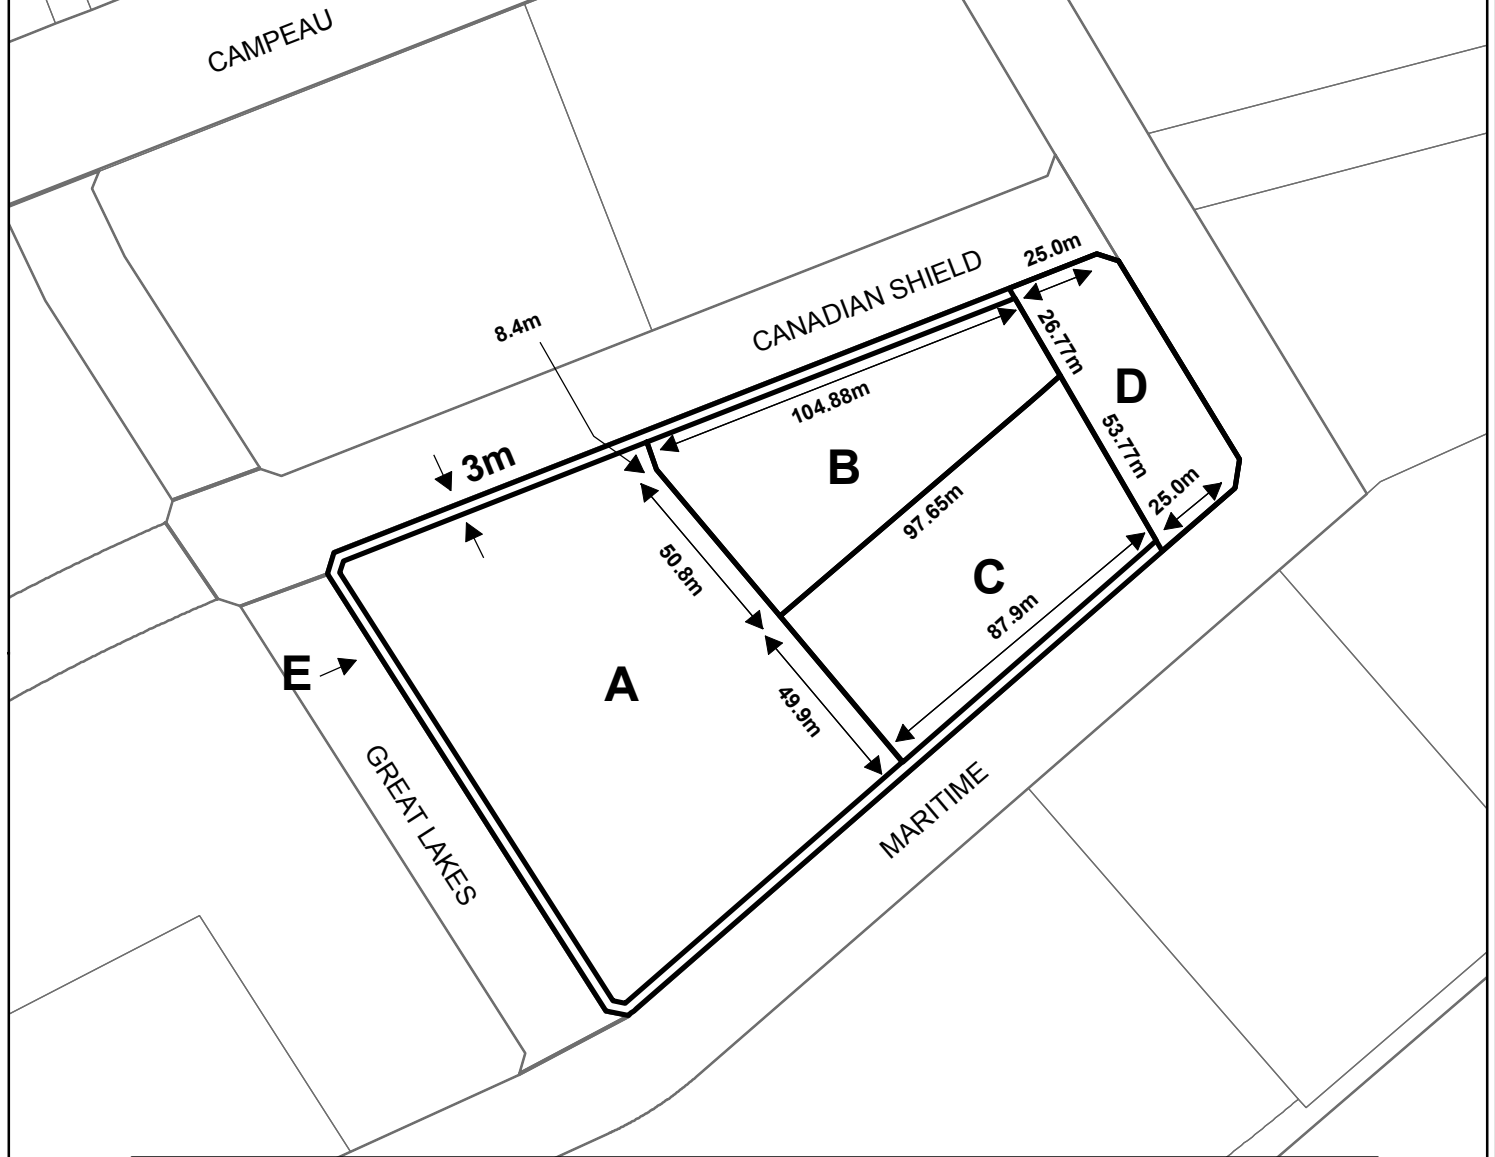 CAMPEAU
CANADIAN SHIELD
25.0m
8.4m
26.77m
104.88m
D
3m
B
53.77m
97.65m
25.0m
50.8m
C
87.9m
E
A
49.9m
GREAT LAKES
MARITIME